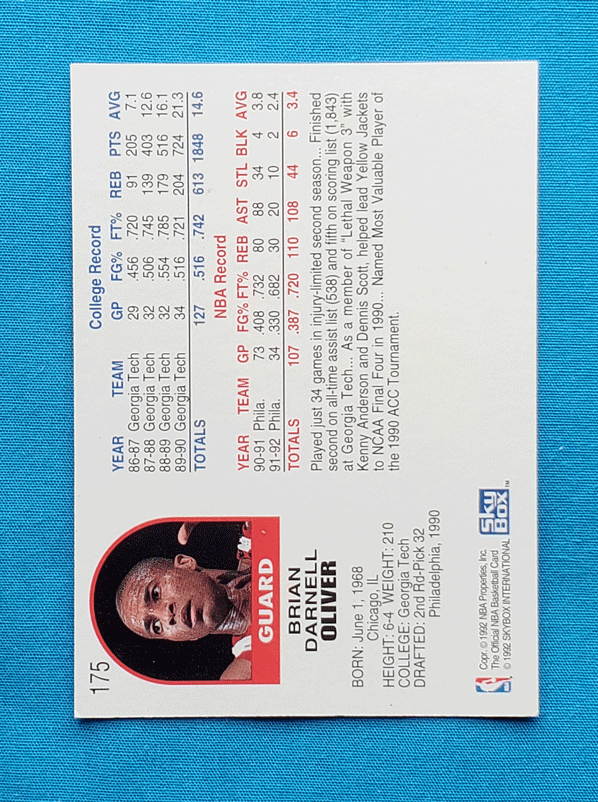 175
GUARD
BRIAN
DARNELL
OLIVER
BORN: June 1, 1968
Chicago, IL
HEIGHT: 6-4 WEIGHT: 210
COLLEGE: Georgia Tech
DRAFTED: 2nd Rd-Pick 32
Philadelphia, 1990
Copr. © 1992 NBA Properties, Inc.
The Official NBA Basketball Card
© 1992 SKYBOX INTERNATIONAL
SkyBox™
College Record
YEAR TEAM GP FG% FT% REB PTS AVG
86-87 Georgia Tech 29 .456 .720 91 205 7.1
87-88 Georgia Tech 32 .506 .745 139 403 12.6
88-89 Georgia Tech 32 .554 .785 179 516 16.1
89-90 Georgia Tech 34 .516 .721 204 724 21.3
TOTALS 127 .516 .742 613 1848 14.6
NBA Record
YEAR TEAM GP FG% FT% REB AST STL BLK AVG
90-91 Phila. 73 .408 .732 80 88 34 4 3.8
91-92 Phila. 34 .330 .682 30 20 10 2 2.4
TOTALS 107 .387 .720 110 108 44 6 3.4
Played just 34 games in injury-limited second season... Finished
second on all-time assist list (538) and fifth on scoring list (1,843)
at Georgia Tech... As a member of "Lethal Weapon 3" with
Kenny Anderson and Dennis Scott, helped lead Yellow Jackets
to NCAA Final Four in 1990... Named Most Valuable Player of
the 1990 ACC Tournament.